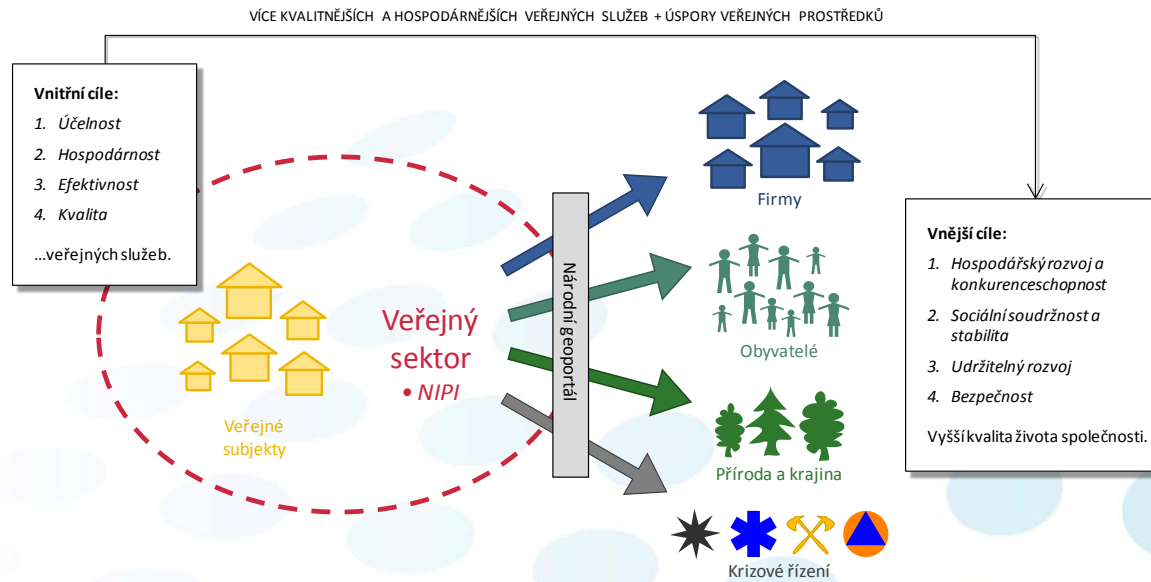 VÍCE KVALITNĚJŠÍCH A HOSPODÁRNĚJŠÍCH VEŘEJNÝCH SLUŽEB + ÚSPORY VEŘEJNÝCH PROSTŘEDKŮ
Vnitřní cíle:
1. Účelnost
2. Hospodárnost
3. Efektivnost
4. Kvalita
...veřejných služeb.
Veřejné
subjekty
Veřejný
sektor
• NIPI
Národní geoportál
Firmy
Obyvatelé
Příroda a krajina
Krizové řízení
Vnější cíle:
1. Hospodářský rozvoj a
konkurenceschopnost
2. Sociální soudržnost a
stabilita
3. Udržitelný rozvoj
4. Bezpečnost
Vyšší kvalita života společnosti.